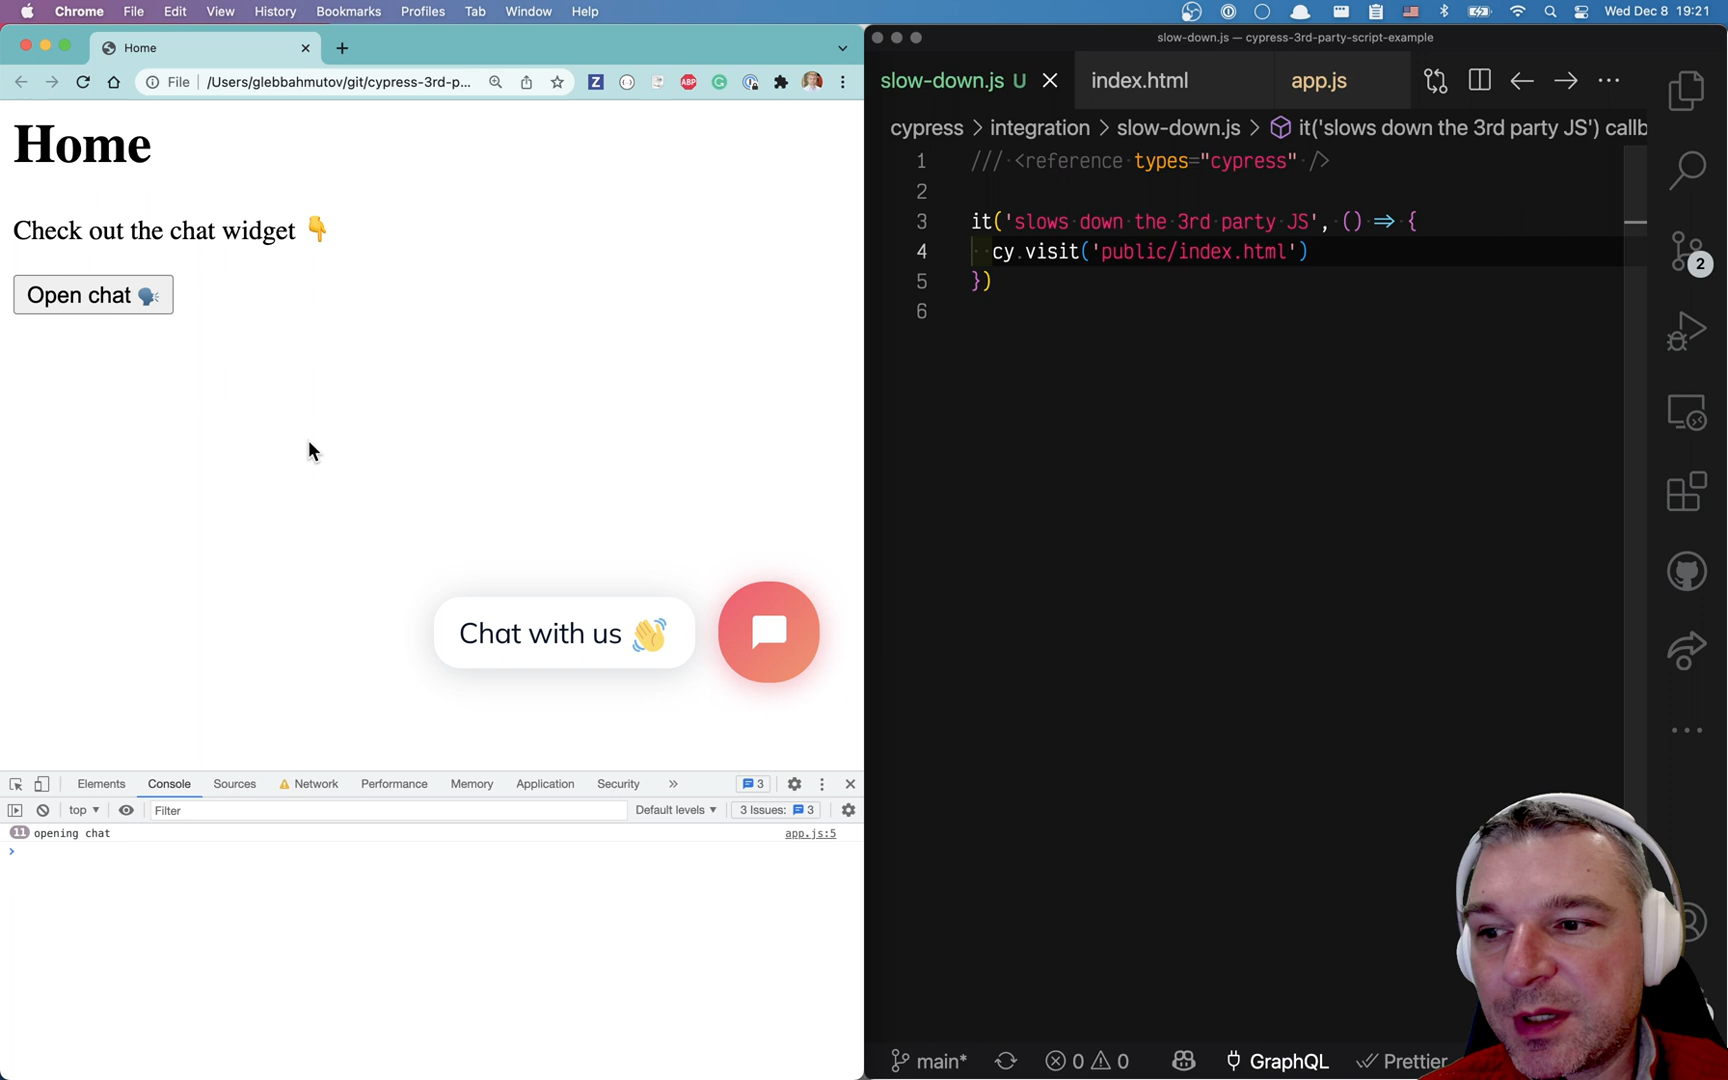 Chrome File Edit View History Bookmarks Profiles Tab Window Help Wed Dec 8 19:21
Home
File /Users/glebbahmutov/git/cypress-3rd-p...
ABP
Home
Check out the chat widget 👇
Open chat 🗣
Chat with us 👋
Elements Console Sources Network Performance Memory Application Security » 3
top ▼ Filter Default levels ▼ 3 Issues: 3
11 opening chat app.js:5
>
slow-down.js — cypress-3rd-party-script-example
slow-down.js U index.html app.js
cypress > integration > slow-down.js > it('slows down the 3rd party JS') callb
1 /// <reference types="cypress" />
2
3 it('slows down the 3rd party JS', () => {
4 cy.visit('public/index.html')
5 })
6
2
main* 0 0 GraphQL Prettier